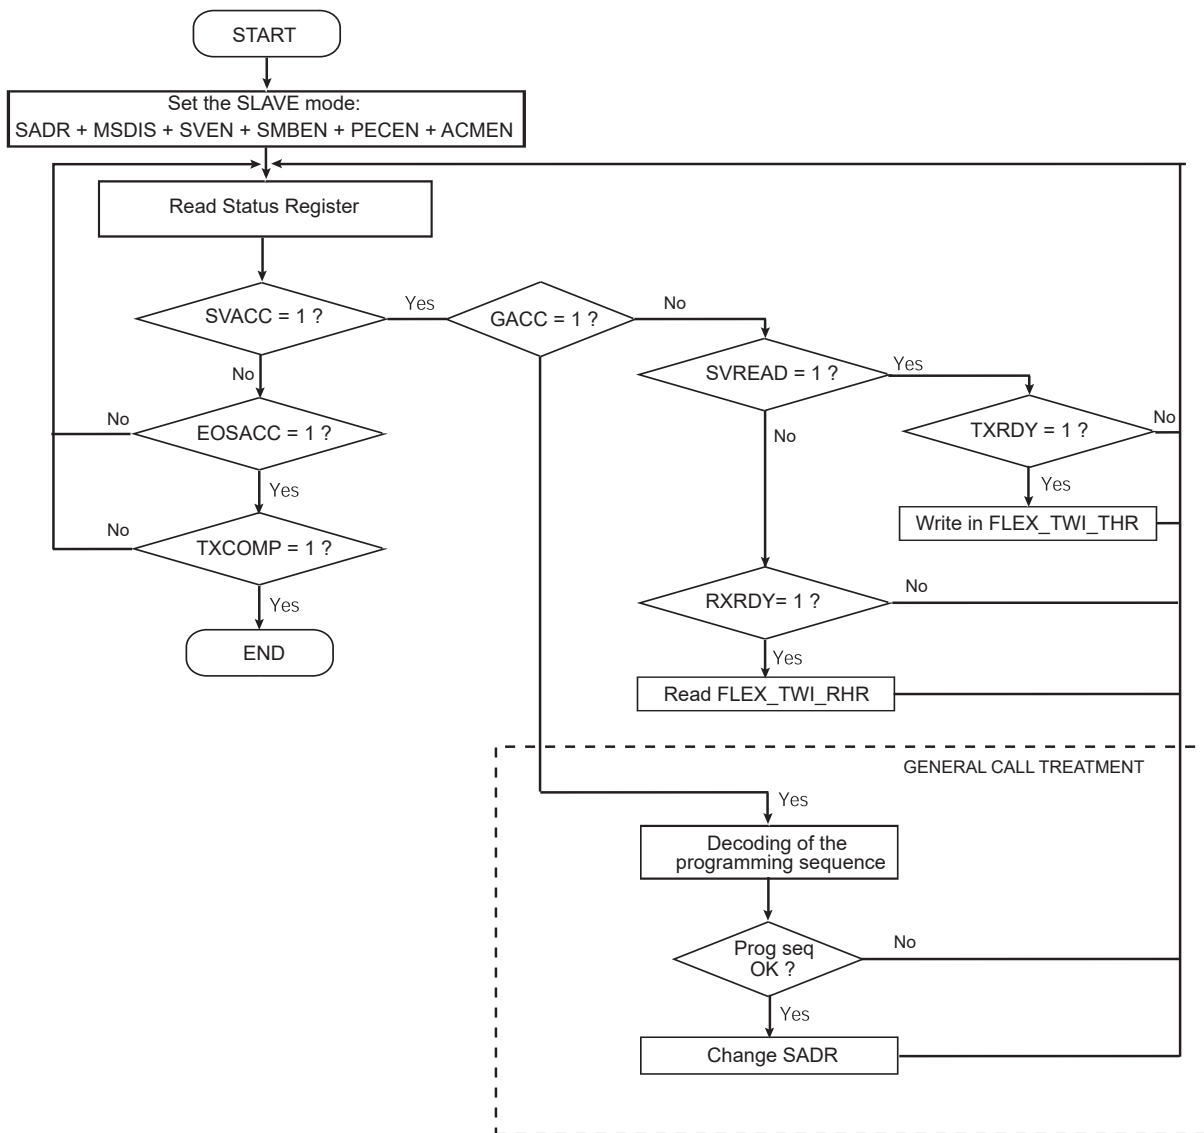 START
Set the SLAVE mode:
SADR + MSDIS + SVEN + SMBEN + PECEN + ACMEN
Read Status Register
SVACC = 1 ?
Yes
GACC = 1 ?
No
SVREAD = 1 ?
Yes
No
EOSACC = 1 ?
No
TXRDY = 1 ?
No
No
Yes
Yes
Write in FLEX_TWI_THR
TXCOMP = 1 ?
No
RXRDY= 1 ?
No
Yes
END
Yes
Read FLEX_TWI_RHR
GENERAL CALL TREATMENT
Yes
Decoding of the
programming sequence
Prog seq
OK ?
No
Yes
Change SADR